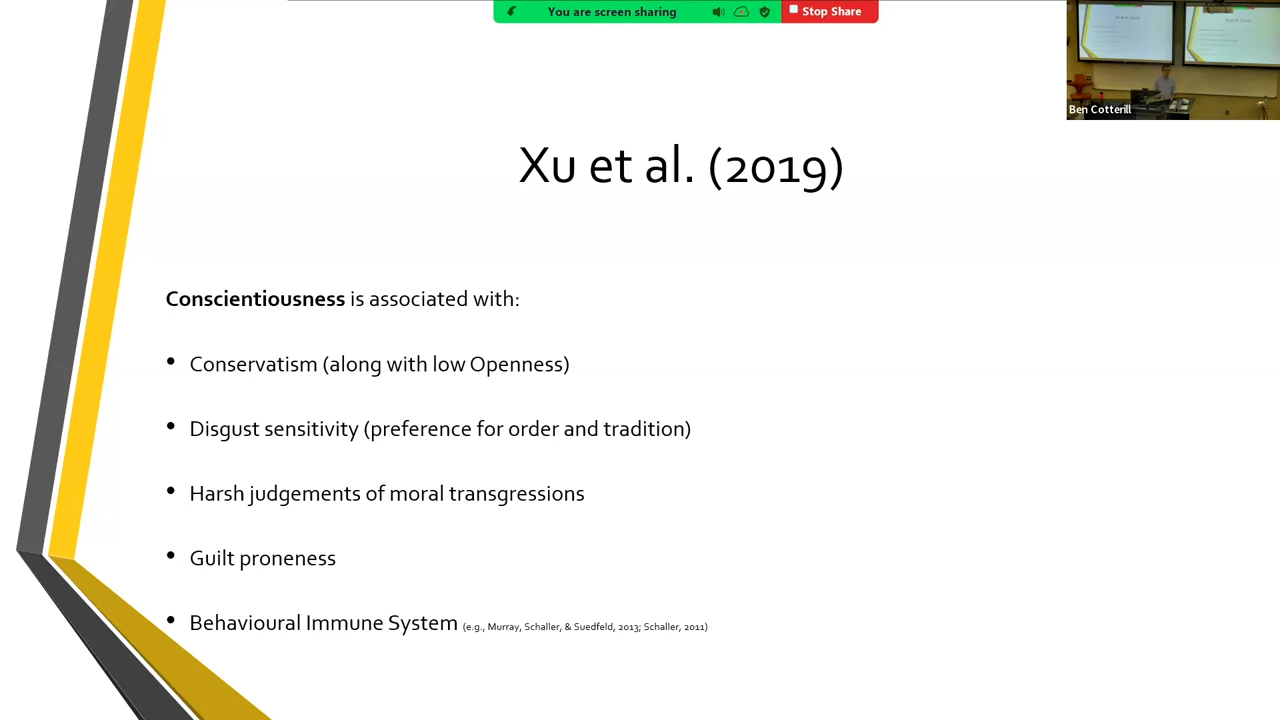 You are screen sharing
Stop Share
Ben Cotterill
Xu et al. (2019)
Conscientiousness is associated with:
• Conservatism (along with low Openness)
• Disgust sensitivity (preference for order and tradition)
• Harsh judgements of moral transgressions
• Guilt proneness
• Behavioural Immune System (e.g., Murray, Schaller, & Suedfeld, 2013; Schaller, 2011)